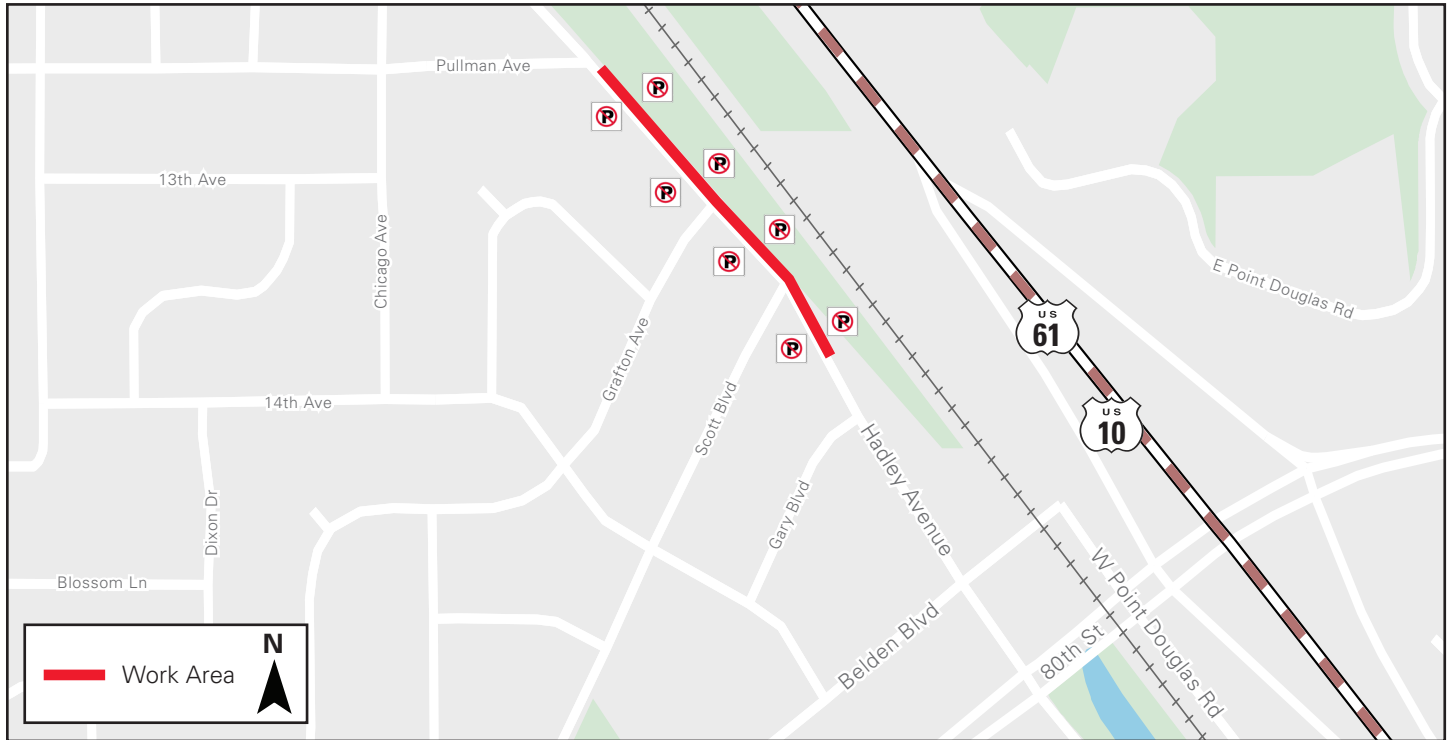 Pullman Ave
P
P
13th Ave
P
P
Chicago Ave
P
P
E Point Douglas Rd
US
61
P
P
Grafton Ave
14th Ave
Scott Blvd
US
10
Hadley Avenue
Gary Blvd
Dixon Dr
Blossom Ln
W Point Douglas Rd
Belden Blvd
80th St
N
Work Area